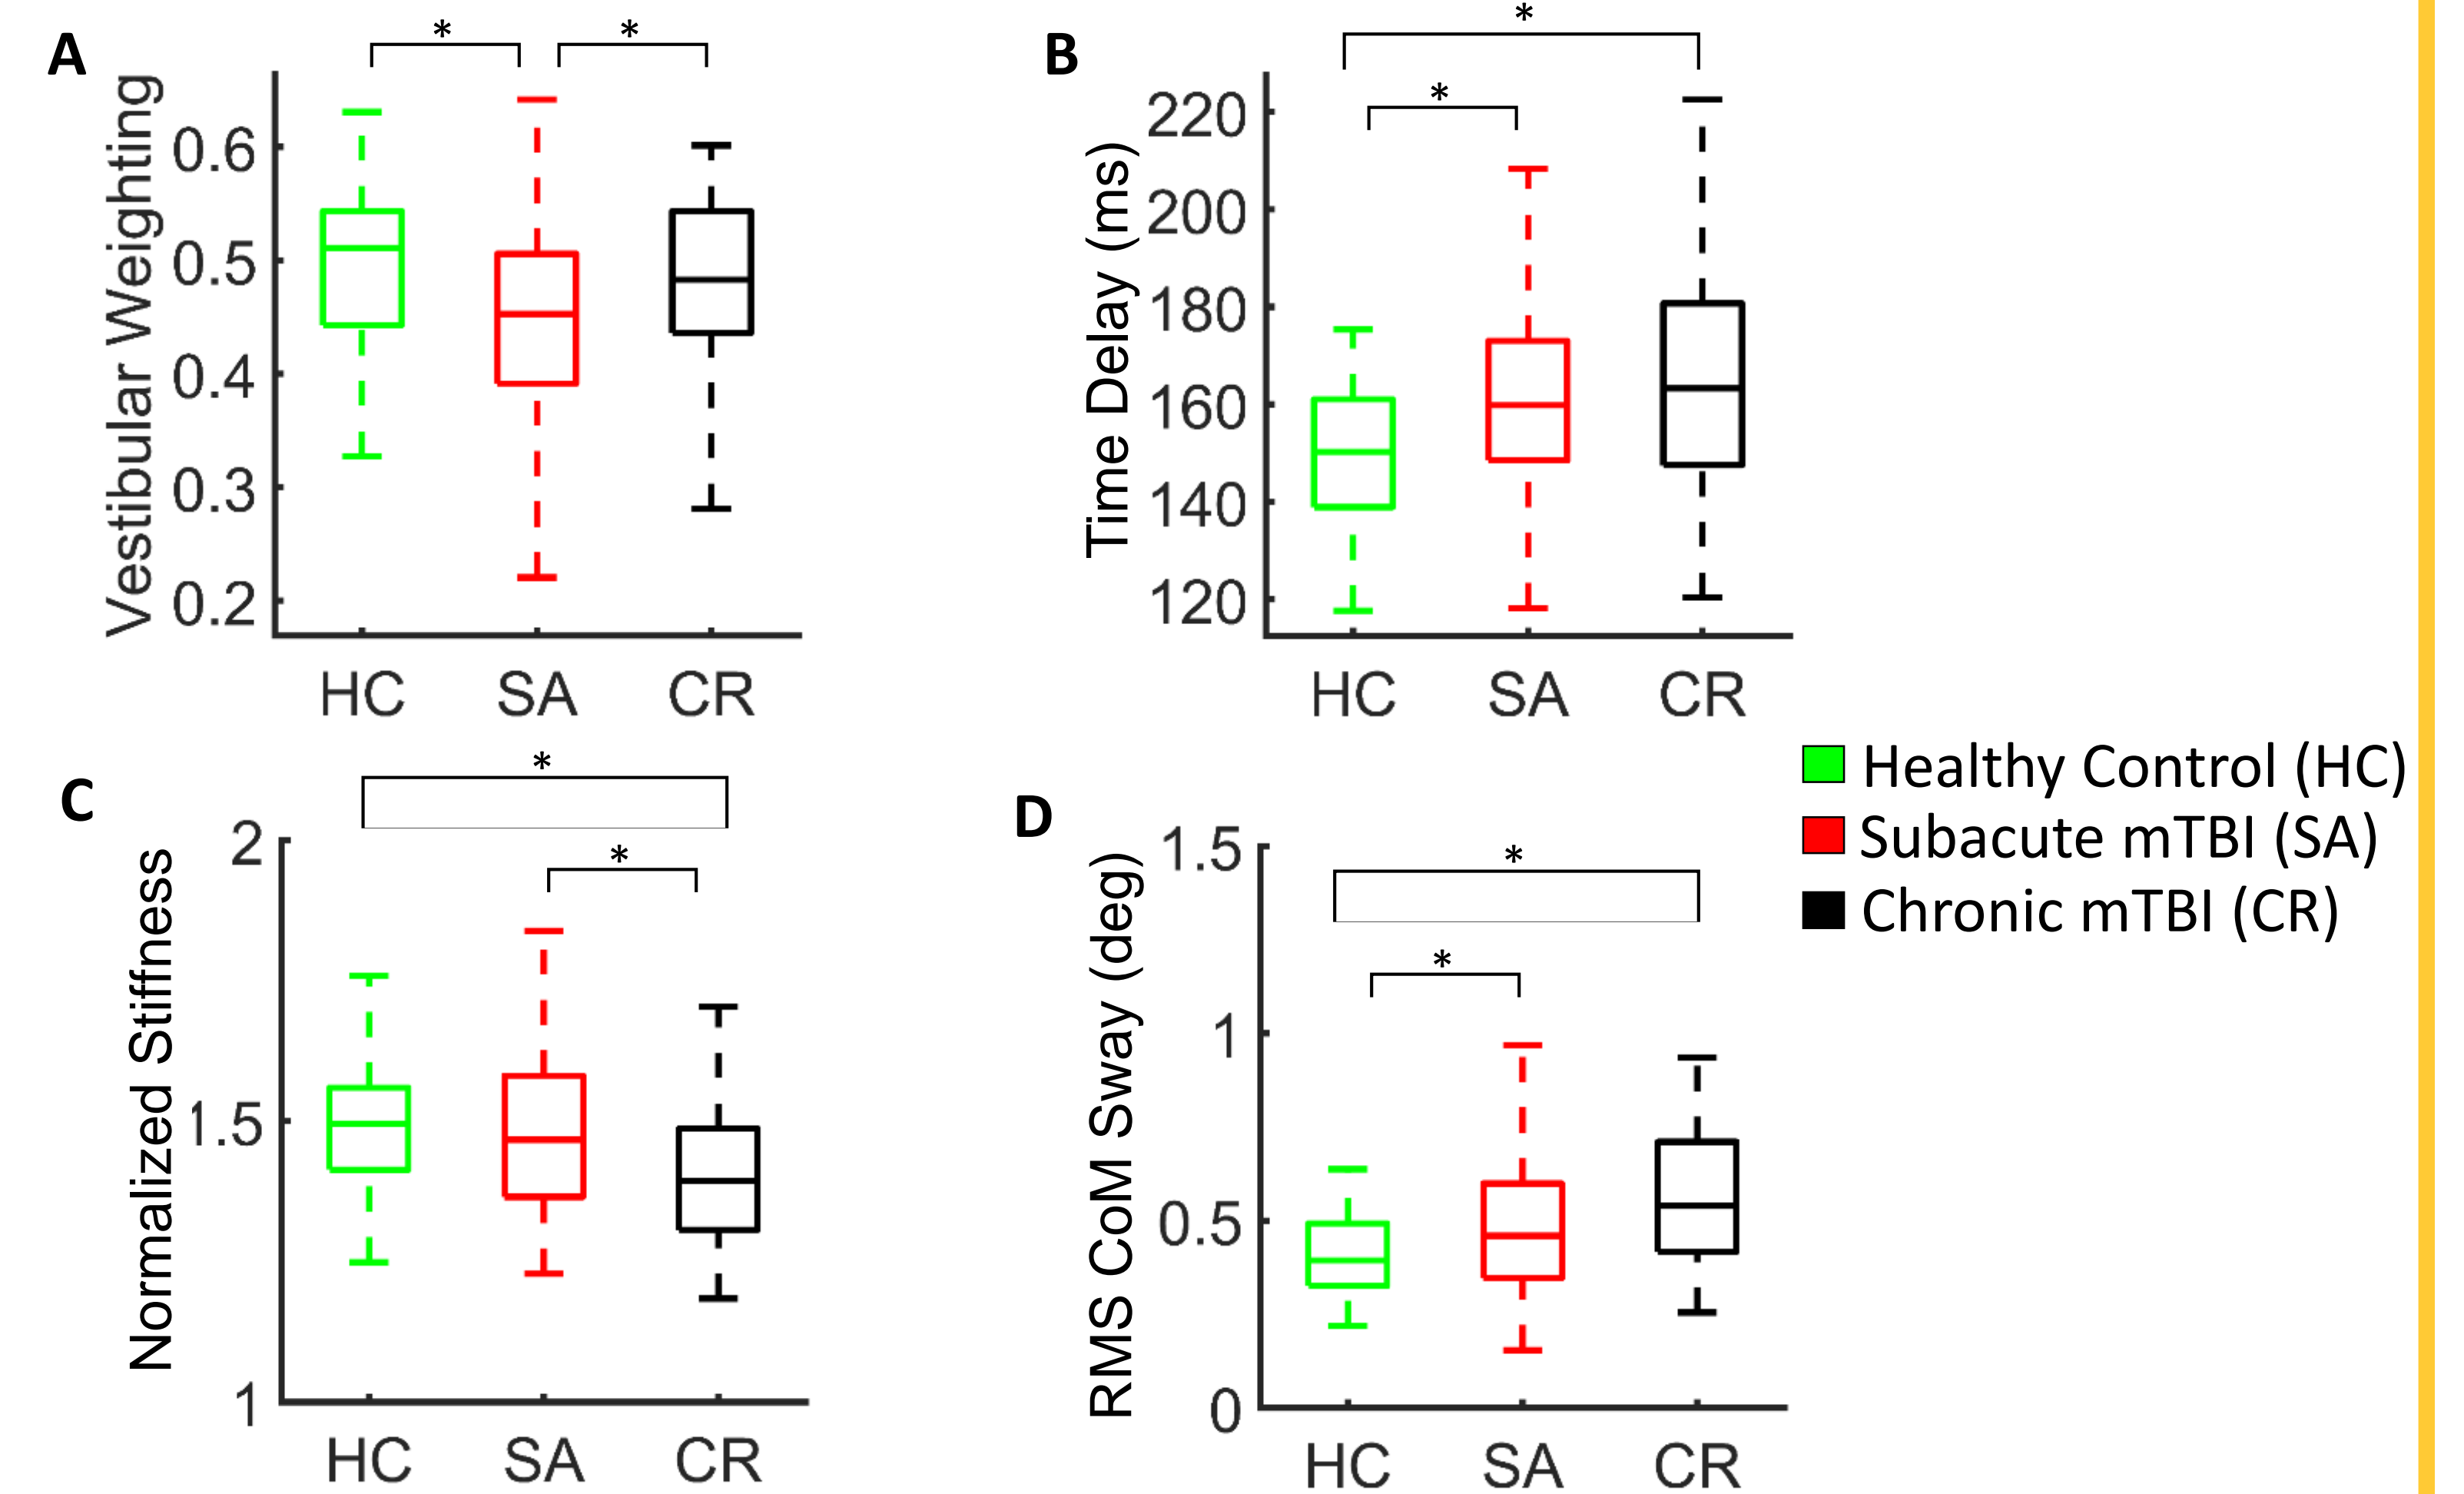 A
* *
Vestibular Weighting
0.6
0.5
0.4
0.3
0.2
HC SA CR
B
*
*
Time Delay (ms)
220
200
180
160
140
120
HC SA CR
C
*
*
Normalized Stiffness
2
1.5
1
HC SA CR
D
*
*
RMS CoM Sway (deg)
1.5
1
0.5
0
HC SA CR
Healthy Control (HC)
Subacute mTBI (SA)
Chronic mTBI (CR)